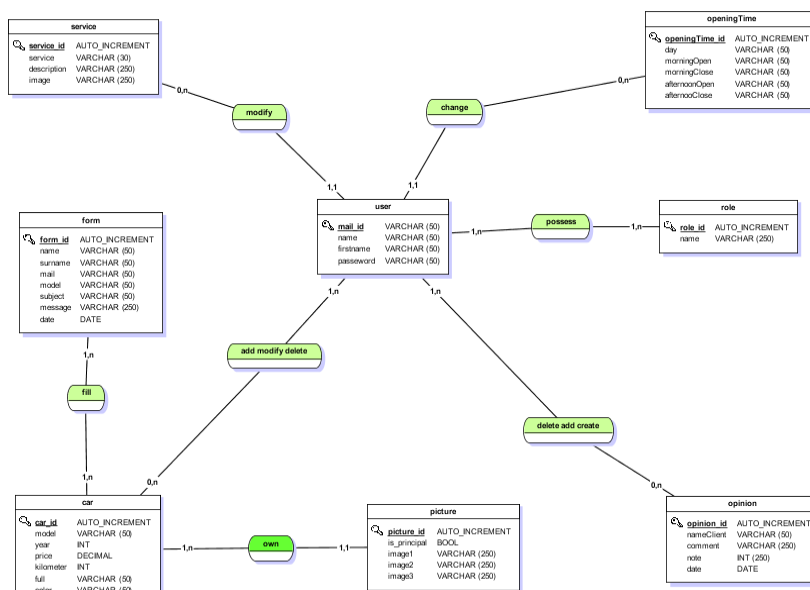 service
service_id AUTO_INCREMENT
service VARCHAR (30)
description VARCHAR (250)
image VARCHAR (250)
openingTime
openingTime_id AUTO_INCREMENT
day VARCHAR (50)
morningOpen VARCHAR (50)
morningClose VARCHAR (50)
afternoonOpen VARCHAR (50)
afternooClose VARCHAR (50)
0,n
modify
1,1
0,n
change
1,1
user
mail_id VARCHAR (50)
name VARCHAR (50)
firstname VARCHAR (50)
passeword VARCHAR (50)
1,n
possess
1,n
role
role_id AUTO_INCREMENT
name VARCHAR (250)
form
form_id AUTO_INCREMENT
name VARCHAR (50)
surname VARCHAR (50)
mail VARCHAR (50)
model VARCHAR (50)
subject VARCHAR (50)
message VARCHAR (250)
date DATE
1,n
fill
1,n
1,n
add modify delete
0,n
1,n
delete add create
0,n
car
car_id AUTO_INCREMENT
model VARCHAR (50)
year INT
price DECIMAL
kilometer INT
full VARCHAR (50)
color VARCHAR (50)
1,n
own
1,1
picture
picture_id AUTO_INCREMENT
is_principal BOOL
image1 VARCHAR (250)
image2 VARCHAR (250)
image3 VARCHAR (250)
opinion
opinion_id AUTO_INCREMENT
nameClient VARCHAR (50)
comment VARCHAR (250)
note INT (250)
date DATE